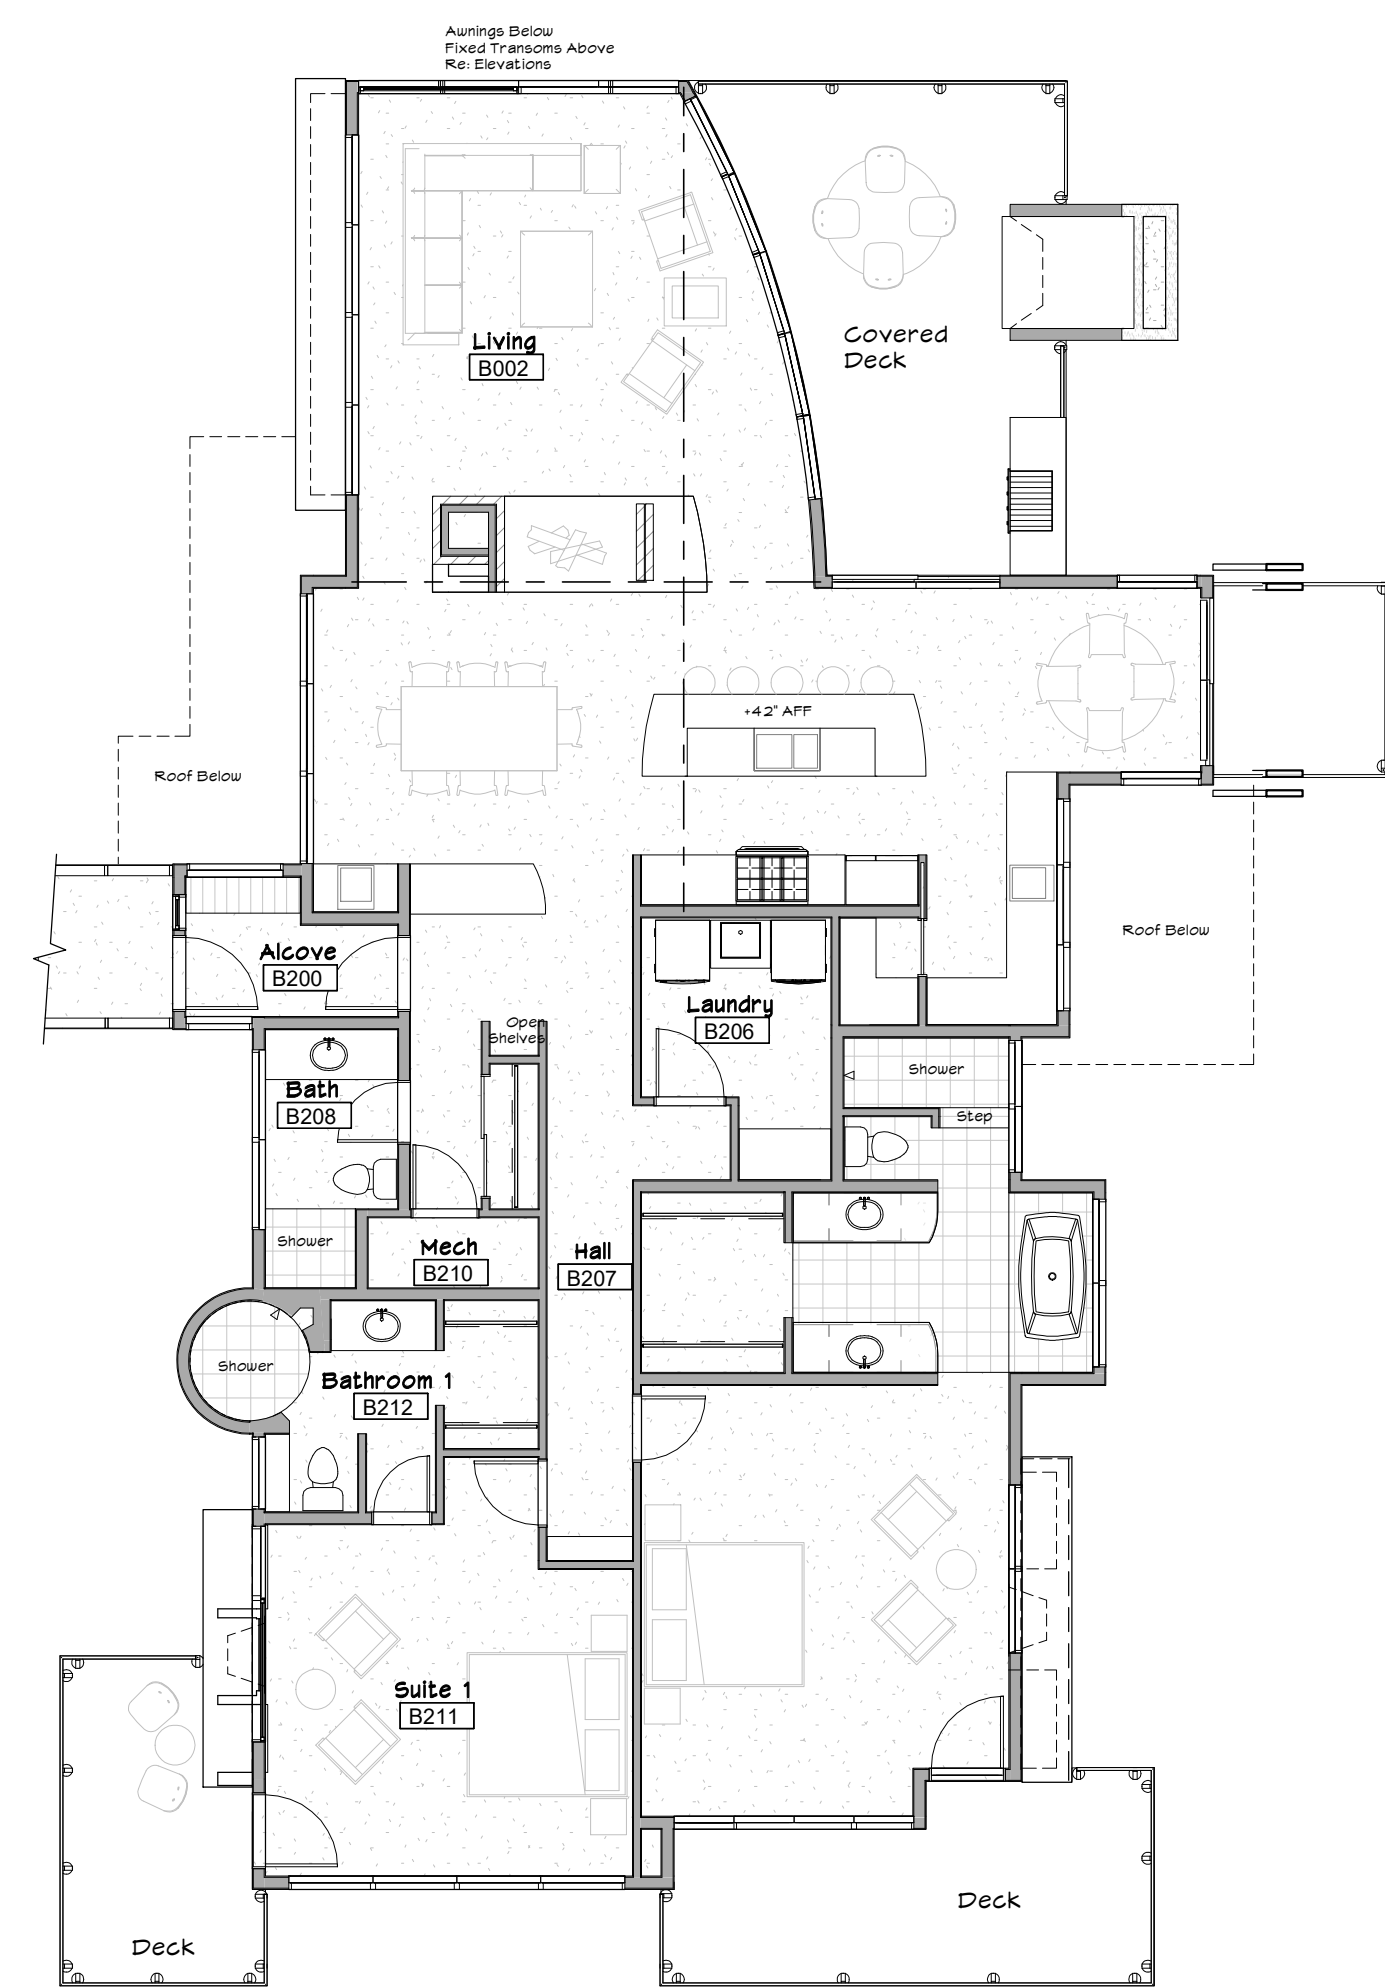 Awnings Below
Fixed Transoms Above
Re: Elevations
Living
B002
Covered
Deck
+42" AFF
Roof Below
Roof Below
Alcove
B200
Laundry
B206
Open
Shelves
Shower
Bath
B208
Step
Shower
Mech
B210
Hall
B207
Shower
Bathroom 1
B212
Suite 1
B211
Deck
Deck